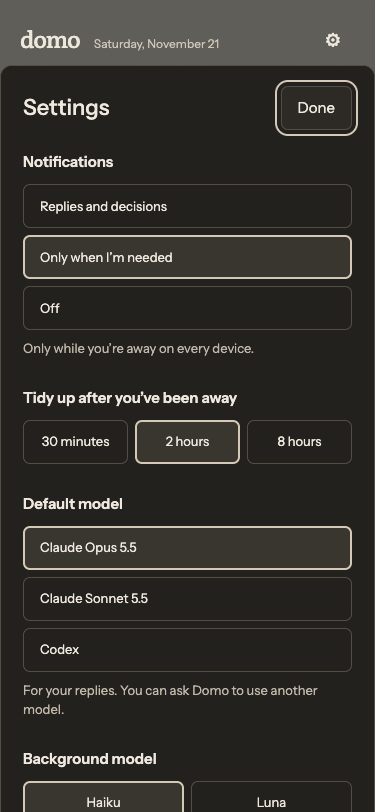 domo Saturday, November 21
Settings
Done
Notifications
Replies and decisions
Only when I'm needed
Off
Only while you're away on every device.
Tidy up after you've been away
30 minutes
2 hours
8 hours
Default model
Claude Opus 5.5
Claude Sonnet 5.5
Codex
For your replies. You can ask Domo to use another
model.
Background model
Haiku
Luna